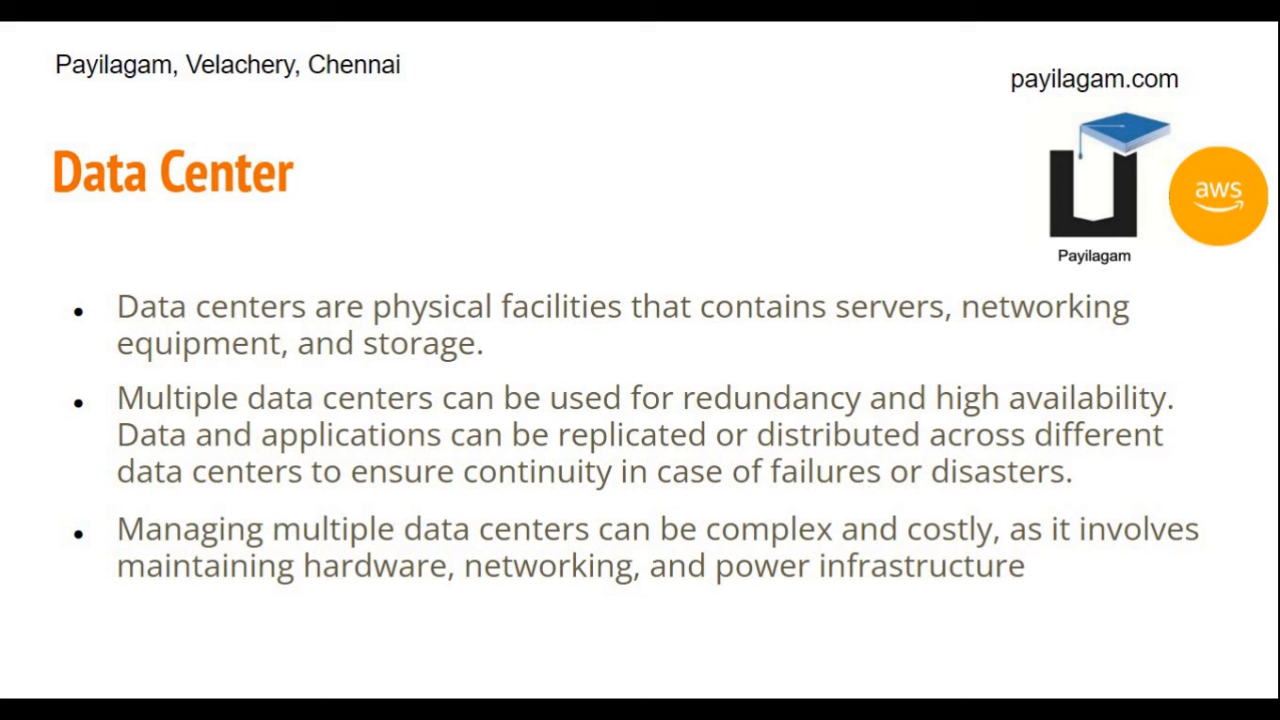 Payilagam, Velachery, Chennai
payilagam.com
Data Center
aws
Payilagam
• Data centers are physical facilities that contains servers, networking
equipment, and storage.
• Multiple data centers can be used for redundancy and high availability.
Data and applications can be replicated or distributed across different
data centers to ensure continuity in case of failures or disasters.
• Managing multiple data centers can be complex and costly, as it involves
maintaining hardware, networking, and power infrastructure